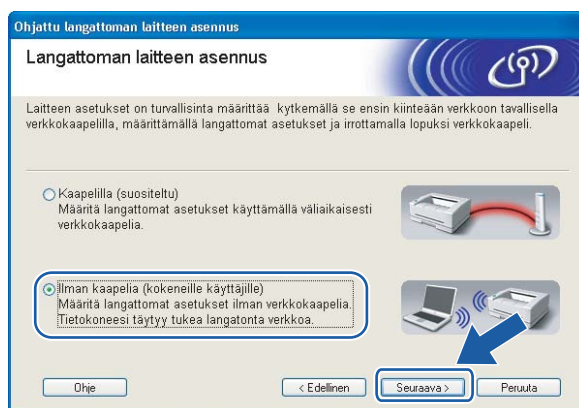 Ohjattu langattoman laitteen asennus
Langattoman laitteen asennus
Laitteen asetukset on turvallisinta määrittää kytkemällä se ensin kiinteään verkkoon tavallisella
verkkokaapelilla, määrittämällä langattomat asetukset ja irrottamalla lopuksi verkkokaapeli.
Kaapelilla (suositeltu)
Määritä langattomat asetukset käyttämällä väliaikaisesti
verkkokaapelia.
Ilman kaapelia (kokeneille käyttäjille)
Määritä langattomat asetukset ilman verkkokaapelia.
Tietokoneesi täytyy tukea langatonta verkkoa.
Ohje
< Edellinen
Seuraava >
Peruuta